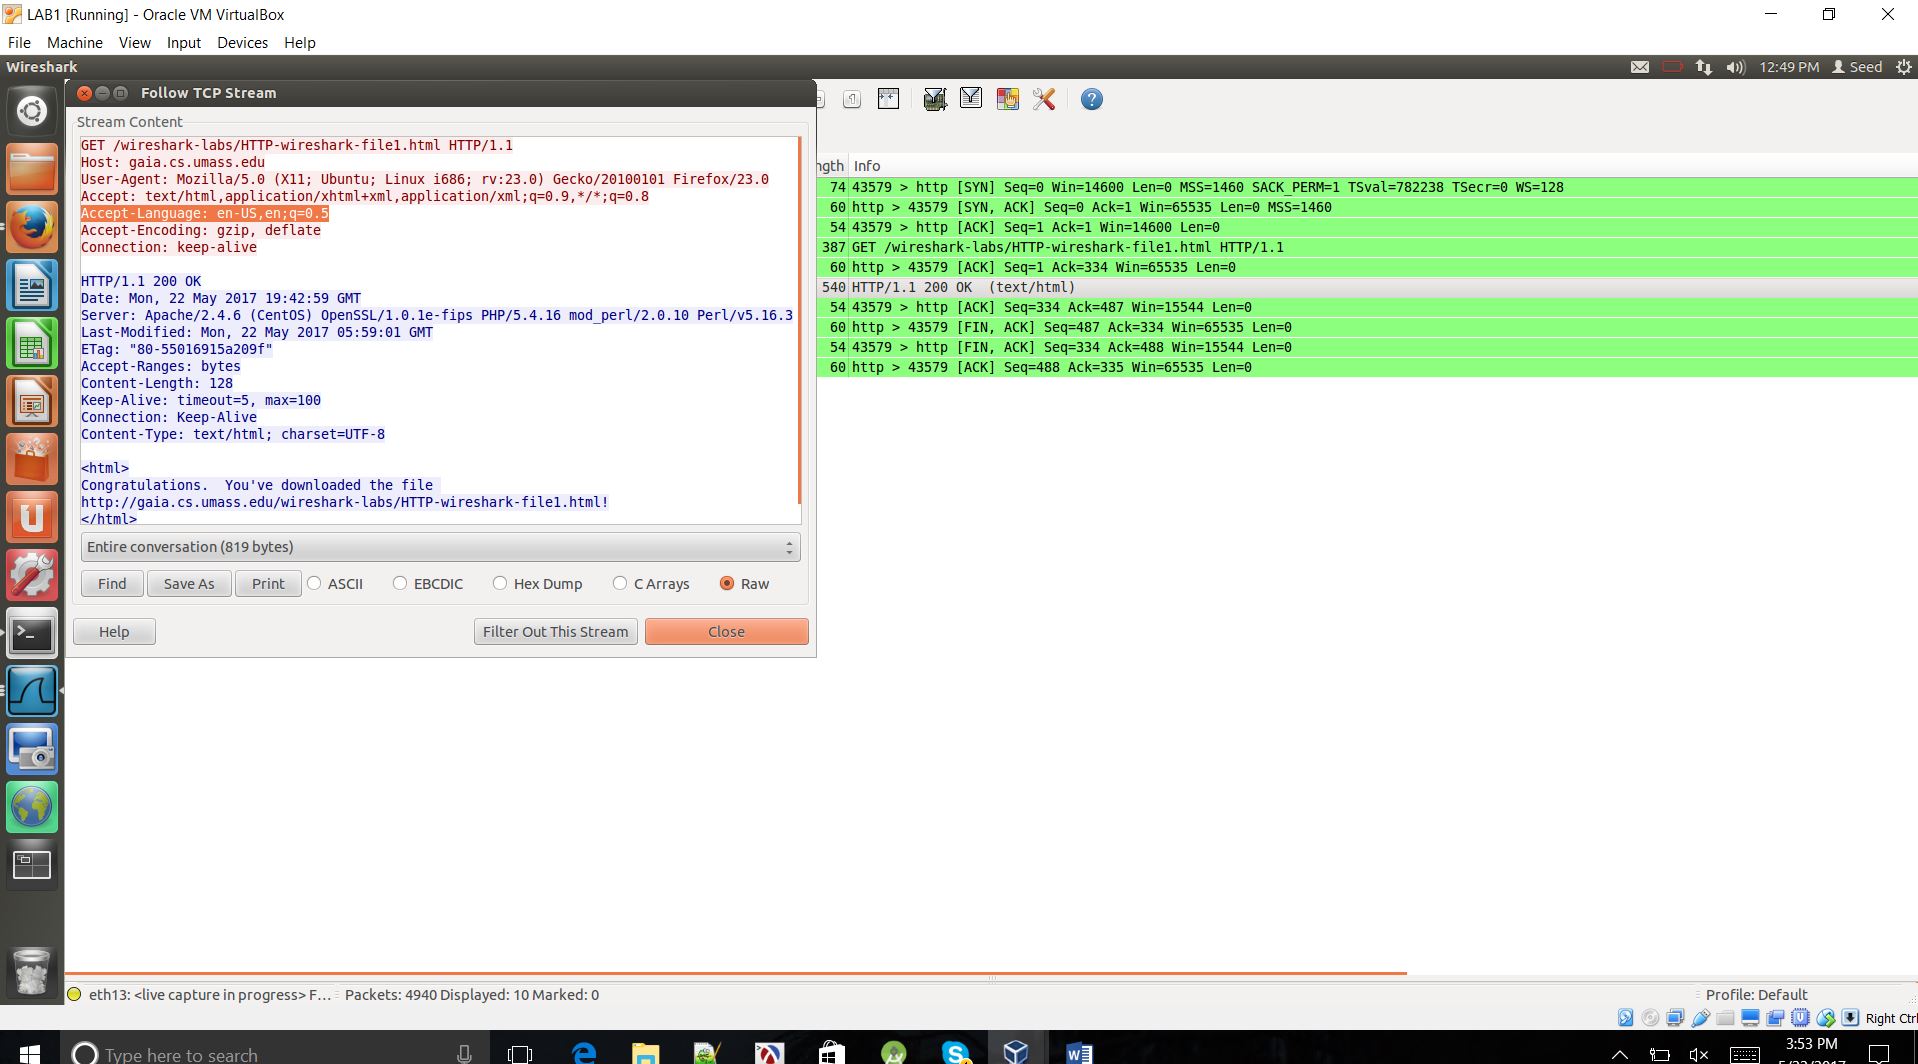 LAB1 [Running] - Oracle VM VirtualBox
File Machine View Input Devices Help
Wireshark
12:49 PM Seed
Follow TCP Stream
Stream Content
GET /wireshark-labs/HTTP-wireshark-file1.html HTTP/1.1
Host: gaia.cs.umass.edu
User-Agent: Mozilla/5.0 (X11; Ubuntu; Linux i686; rv:23.0) Gecko/20100101 Firefox/23.0
Accept: text/html,application/xhtml+xml,application/xml;q=0.9,*/*;q=0.8
Accept-Language: en-US,en;q=0.5
Accept-Encoding: gzip, deflate
Connection: keep-alive
HTTP/1.1 200 OK
Date: Mon, 22 May 2017 19:42:59 GMT
Server: Apache/2.4.6 (CentOS) OpenSSL/1.0.1e-fips PHP/5.4.16 mod_perl/2.0.10 Perl/v5.16.3
Last-Modified: Mon, 22 May 2017 05:59:01 GMT
ETag: "80-55016915a209f"
Accept-Ranges: bytes
Content-Length: 128
Keep-Alive: timeout=5, max=100
Connection: Keep-Alive
Content-Type: text/html; charset=UTF-8
<html>
Congratulations.  You've downloaded the file
http://gaia.cs.umass.edu/wireshark-labs/HTTP-wireshark-file1.html!
</html>
Entire conversation (819 bytes)
Find Save As Print ASCII EBCDIC Hex Dump C Arrays Raw
Help Filter Out This Stream Close
ngth Info
74 43579 > http [SYN] Seq=0 Win=14600 Len=0 MSS=1460 SACK_PERM=1 TSval=782238 TSecr=0 WS=128
60 http > 43579 [SYN, ACK] Seq=0 Ack=1 Win=65535 Len=0 MSS=1460
54 43579 > http [ACK] Seq=1 Ack=1 Win=14600 Len=0
387 GET /wireshark-labs/HTTP-wireshark-file1.html HTTP/1.1
60 http > 43579 [ACK] Seq=1 Ack=334 Win=65535 Len=0
540 HTTP/1.1 200 OK  (text/html)
54 43579 > http [ACK] Seq=334 Ack=487 Win=15544 Len=0
60 http > 43579 [FIN, ACK] Seq=487 Ack=334 Win=65535 Len=0
54 43579 > http [FIN, ACK] Seq=334 Ack=488 Win=15544 Len=0
60 http > 43579 [ACK] Seq=488 Ack=335 Win=65535 Len=0
eth13: <live capture in progress> F... Packets: 4940 Displayed: 10 Marked: 0 Profile: Default
Right Ctrl
Type here to search
3:53 PM